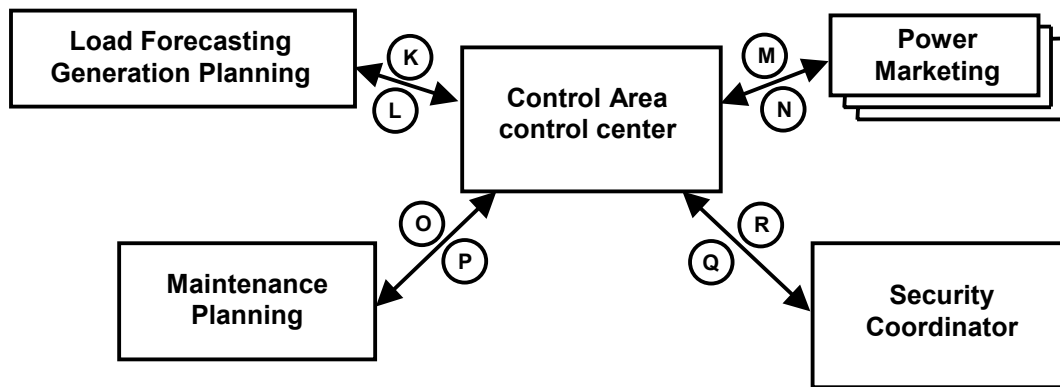 Load Forecasting
Generation Planning
K
L
Control Area
control center
M
N
Power
Marketing
O
P
Maintenance
Planning
R
Q
Security
Coordinator